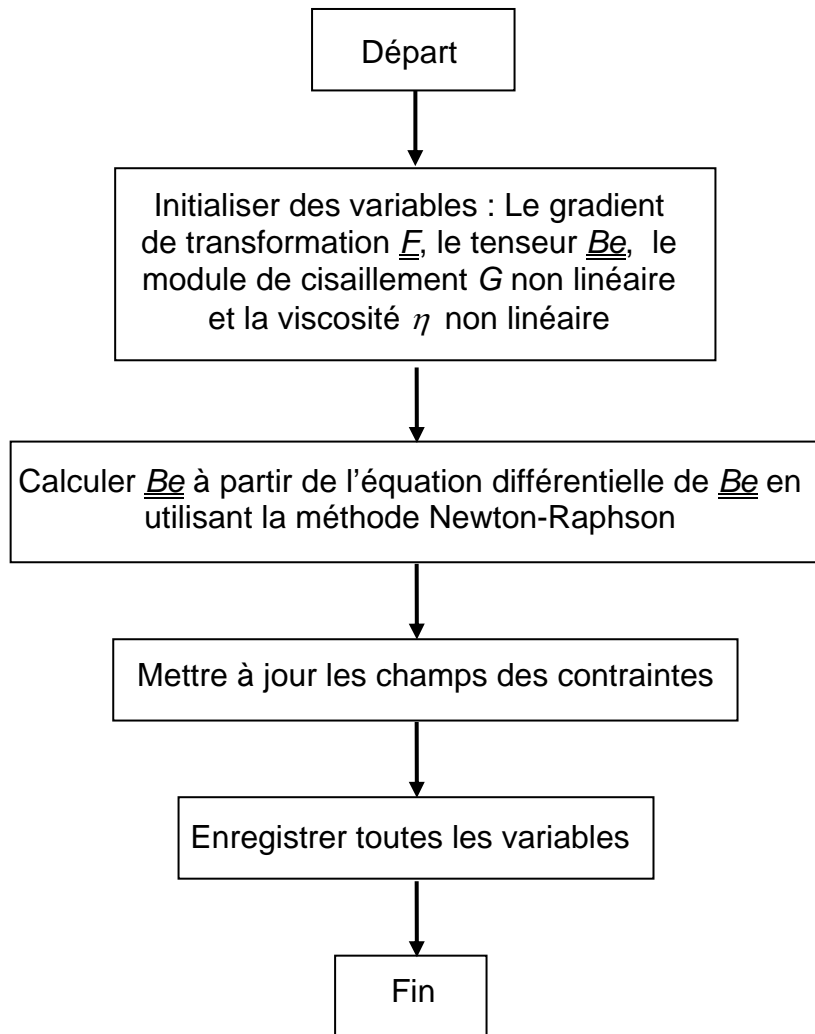 Départ
Initialiser des variables : Le gradient
de transformation F, le tenseur Be, le
module de cisaillement G non linéaire
et la viscosité η non linéaire
Calculer Be à partir de l’équation différentielle de Be en
utilisant la méthode Newton-Raphson
Mettre à jour les champs des contraintes
Enregistrer toutes les variables
Fin